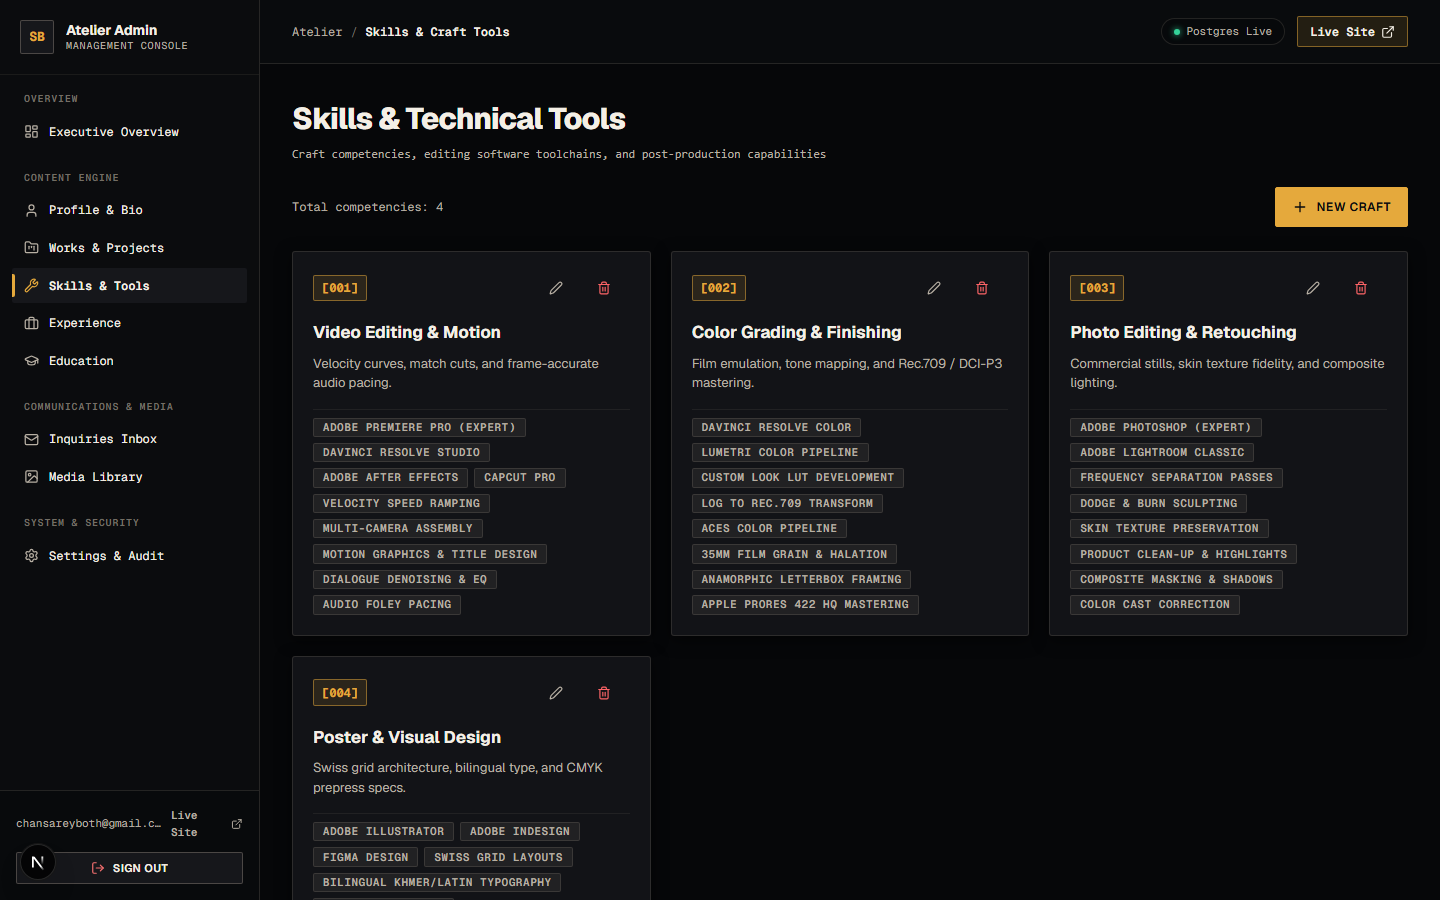 SB
Atelier Admin
MANAGEMENT CONSOLE
OVERVIEW
Executive Overview
CONTENT ENGINE
Profile & Bio
Works & Projects
Skills & Tools
Experience
Education
COMMUNICATIONS & MEDIA
Inquiries Inbox
Media Library
SYSTEM & SECURITY
Settings & Audit
chansareyboth@gmail.c…
Live
Site
N
SIGN OUT
Atelier / Skills & Craft Tools
Postgres Live
Live Site
Skills & Technical Tools
Craft competencies, editing software toolchains, and post-production capabilities
Total competencies: 4
NEW CRAFT
[001]
Video Editing & Motion
Velocity curves, match cuts, and frame-accurate
audio pacing.
ADOBE PREMIERE PRO (EXPERT)
DAVINCI RESOLVE STUDIO
ADOBE AFTER EFFECTS CAPCUT PRO
VELOCITY SPEED RAMPING
MULTI-CAMERA ASSEMBLY
MOTION GRAPHICS & TITLE DESIGN
DIALOGUE DENOISING & EQ
AUDIO FOLEY PACING
[002]
Color Grading & Finishing
Film emulation, tone mapping, and Rec.709 / DCI-P3
mastering.
DAVINCI RESOLVE COLOR
LUMETRI COLOR PIPELINE
CUSTOM LOOK LUT DEVELOPMENT
LOG TO REC.709 TRANSFORM
ACES COLOR PIPELINE
35MM FILM GRAIN & HALATION
ANAMORPHIC LETTERBOX FRAMING
APPLE PRORES 422 HQ MASTERING
[003]
Photo Editing & Retouching
Commercial stills, skin texture fidelity, and composite
lighting.
ADOBE PHOTOSHOP (EXPERT)
ADOBE LIGHTROOM CLASSIC
FREQUENCY SEPARATION PASSES
DODGE & BURN SCULPTING
SKIN TEXTURE PRESERVATION
PRODUCT CLEAN-UP & HIGHLIGHTS
COMPOSITE MASKING & SHADOWS
COLOR CAST CORRECTION
[004]
Poster & Visual Design
Swiss grid architecture, bilingual type, and CMYK
prepress specs.
ADOBE ILLUSTRATOR ADOBE INDESIGN
FIGMA DESIGN SWISS GRID LAYOUTS
BILINGUAL KHMER/LATIN TYPOGRAPHY